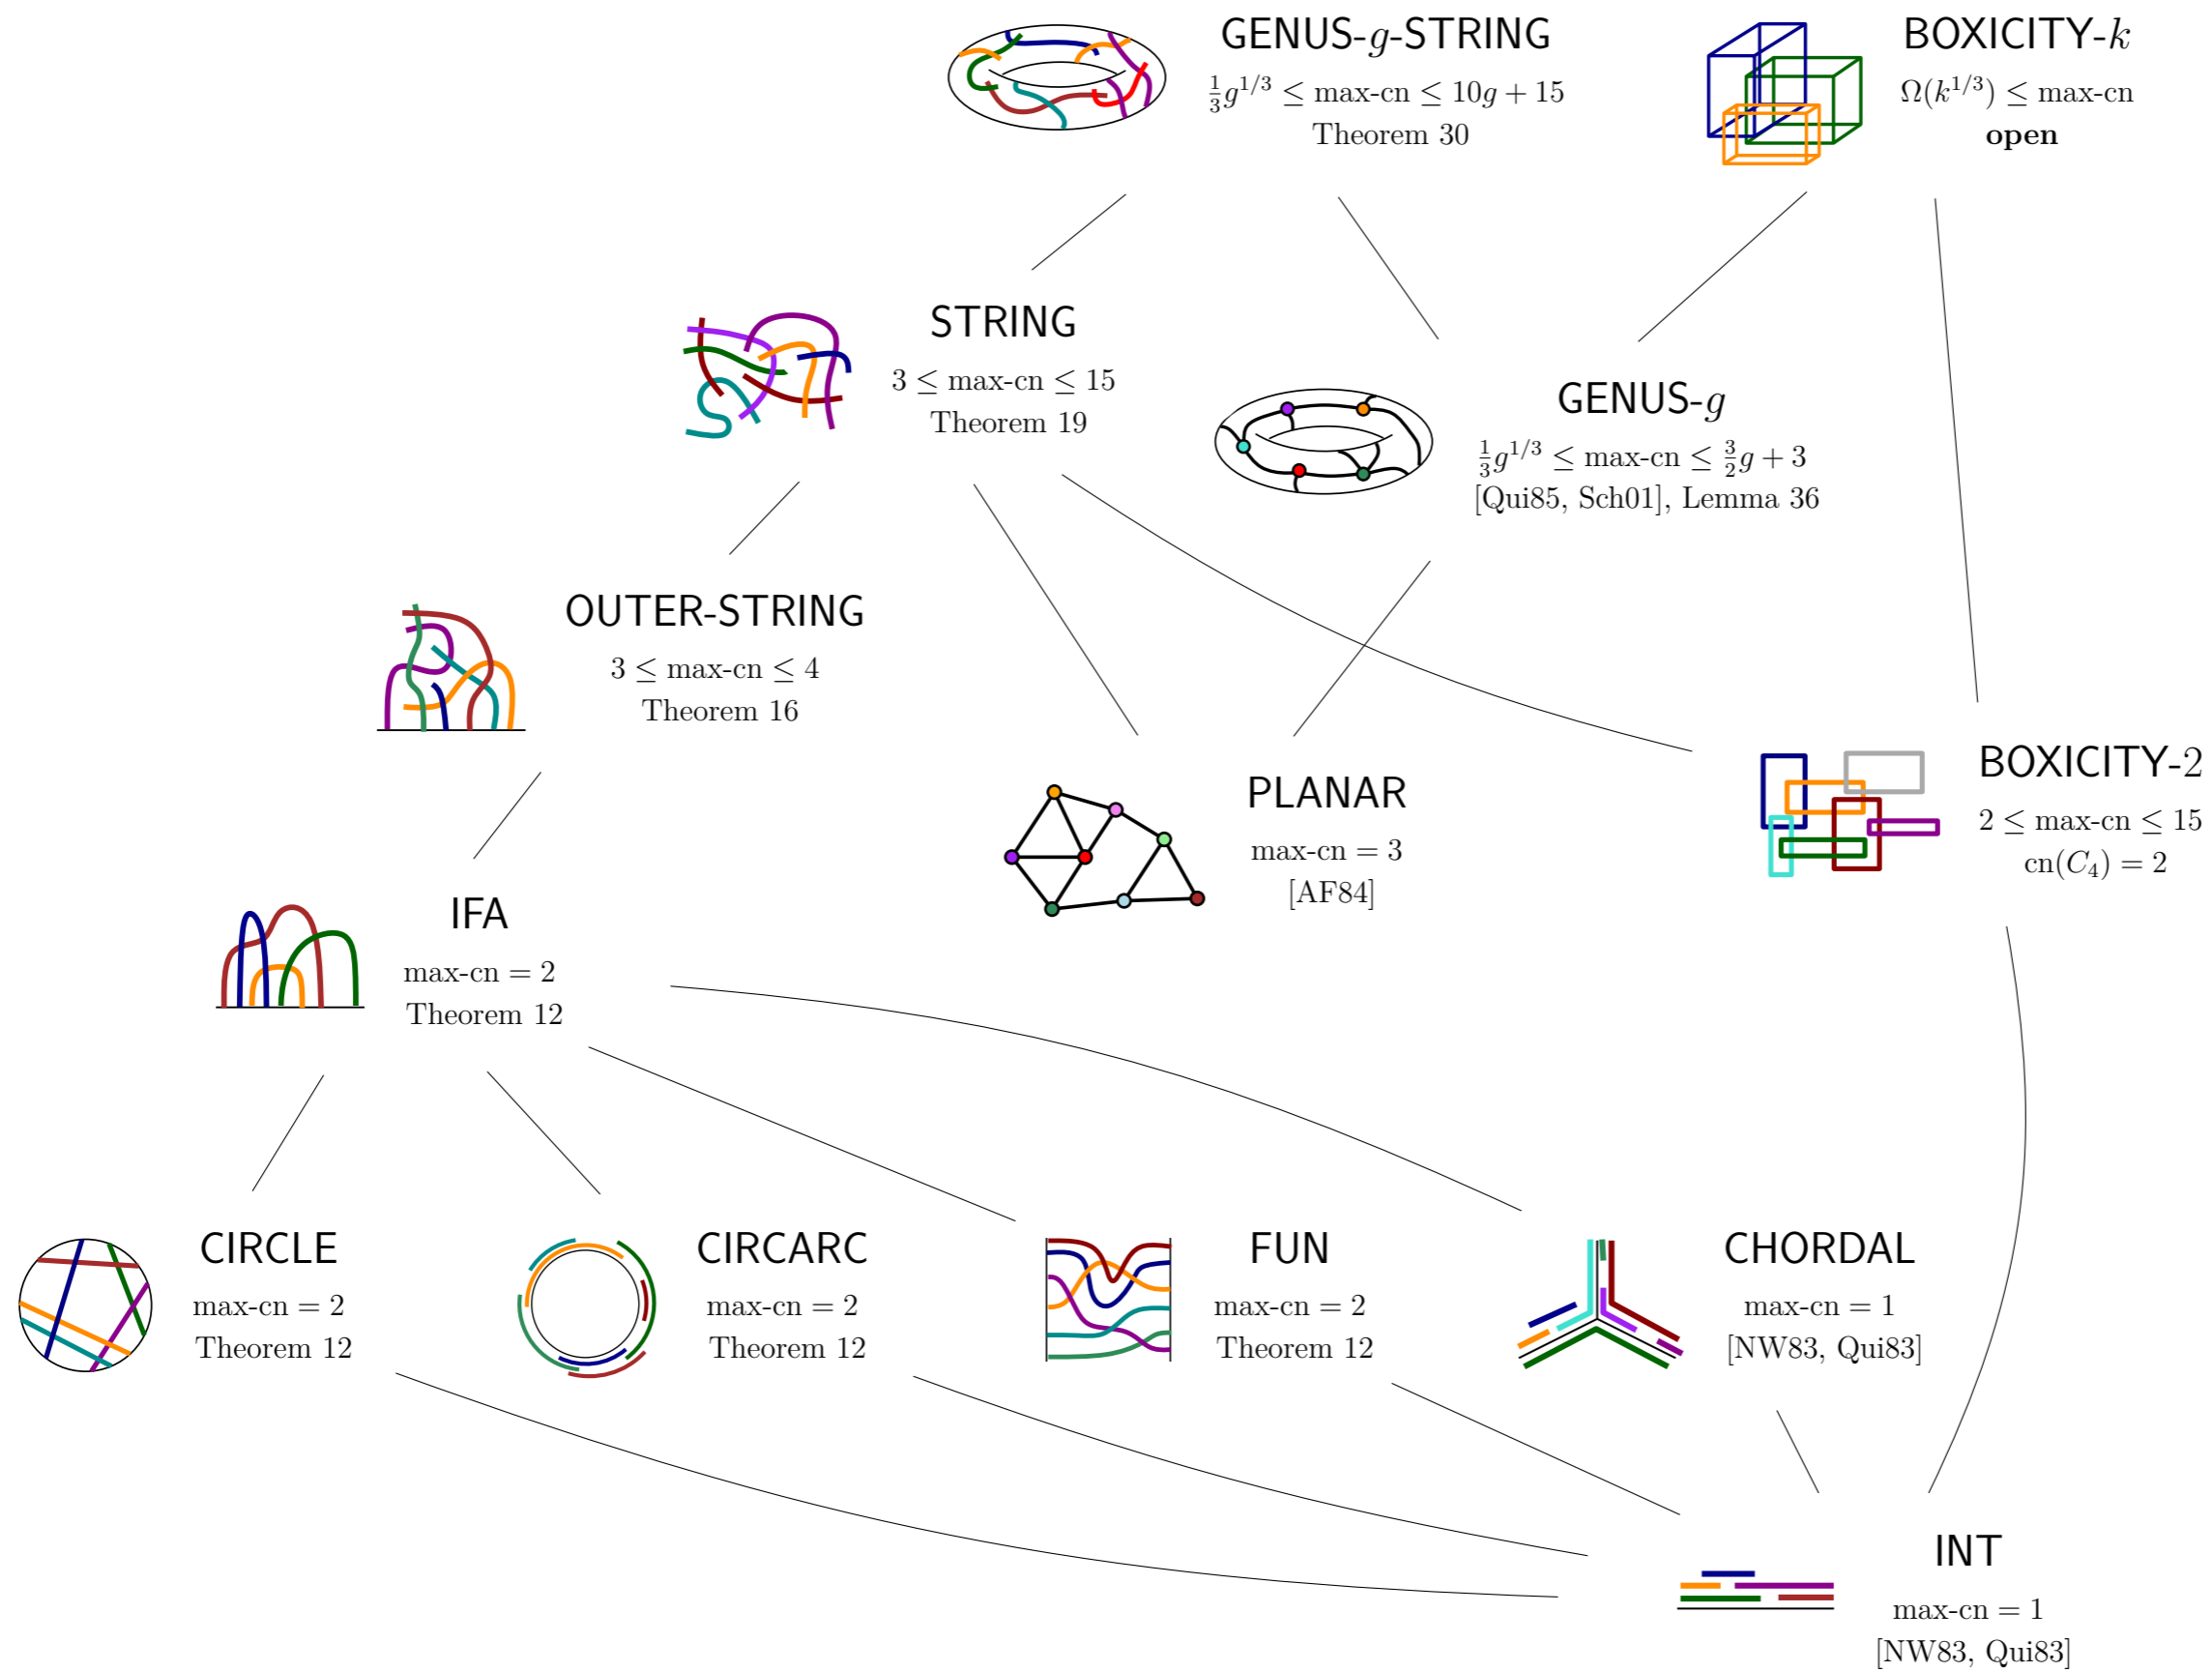 GENUS-g-STRING
1/3 g^{1/3} ≤ max-cn ≤ 10g + 15
Theorem 30
BOXICITY-k
Ω(k^{1/3}) ≤ max-cn
open
STRING
3 ≤ max-cn ≤ 15
Theorem 19
GENUS-g
1/3 g^{1/3} ≤ max-cn ≤ 3/2 g + 3
[Qui85, Sch01], Lemma 36
OUTER-STRING
3 ≤ max-cn ≤ 4
Theorem 16
PLANAR
max-cn = 3
[AF84]
BOXICITY-2
2 ≤ max-cn ≤ 15
cn(C_4) = 2
IFA
max-cn = 2
Theorem 12
CIRCLE
max-cn = 2
Theorem 12
CIRCARC
max-cn = 2
Theorem 12
FUN
max-cn = 2
Theorem 12
CHORDAL
max-cn = 1
[NW83, Qui83]
INT
max-cn = 1
[NW83, Qui83]